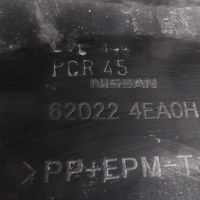 PCR 45
NISSAN
62022 4EA0H
>PP+EPM-T